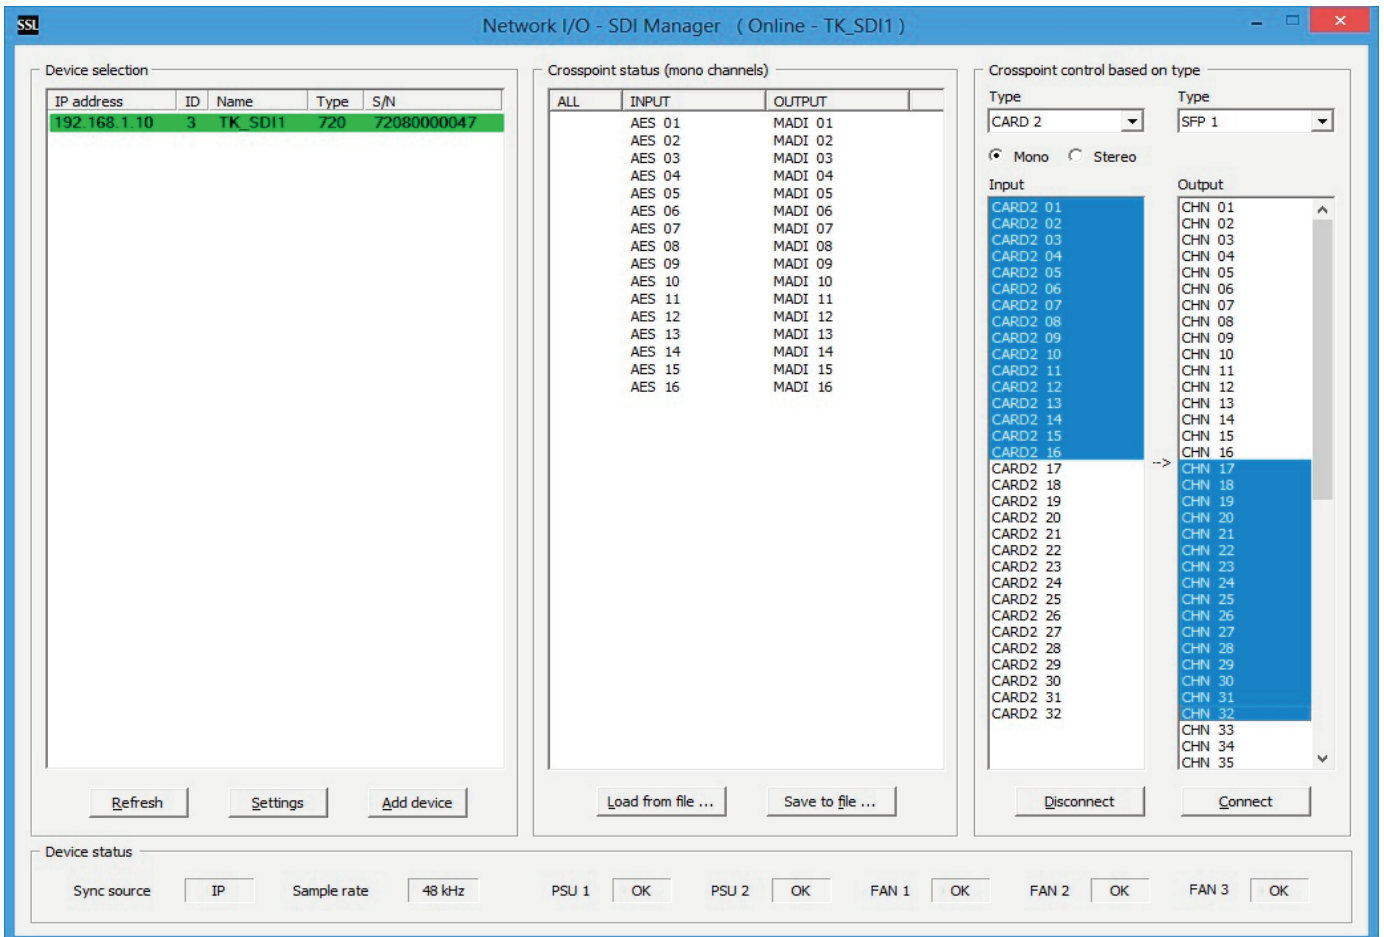 SSL
Network I/O - SDI Manager ( Online - TK_SDI1 )
Device selection
IP address ID Name Type S/N
192.168.1.10 3 TK_SDI1 720 72080000047
Refresh Settings Add device
Crosspoint status (mono channels)
ALL INPUT OUTPUT
AES 01 MADI 01
AES 02 MADI 02
AES 03 MADI 03
AES 04 MADI 04
AES 05 MADI 05
AES 06 MADI 06
AES 07 MADI 07
AES 08 MADI 08
AES 09 MADI 09
AES 10 MADI 10
AES 11 MADI 11
AES 12 MADI 12
AES 13 MADI 13
AES 14 MADI 14
AES 15 MADI 15
AES 16 MADI 16
Load from file ... Save to file ...
Crosspoint control based on type
Type Type
CARD 2 SFP 1
Mono Stereo
Input Output
CARD2 01 CHN 01
CARD2 02 CHN 02
CARD2 03 CHN 03
CARD2 04 CHN 04
CARD2 05 CHN 05
CARD2 06 CHN 06
CARD2 07 CHN 07
CARD2 08 CHN 08
CARD2 09 CHN 09
CARD2 10 CHN 10
CARD2 11 CHN 11
CARD2 12 CHN 12
CARD2 13 CHN 13
CARD2 14 CHN 14
CARD2 15 CHN 15
CARD2 16 CHN 16
-->
CARD2 17 CHN 17
CARD2 18 CHN 18
CARD2 19 CHN 19
CARD2 20 CHN 20
CARD2 21 CHN 21
CARD2 22 CHN 22
CARD2 23 CHN 23
CARD2 24 CHN 24
CARD2 25 CHN 25
CARD2 26 CHN 26
CARD2 27 CHN 27
CARD2 28 CHN 28
CARD2 29 CHN 29
CARD2 30 CHN 30
CARD2 31 CHN 31
CARD2 32 CHN 32
CHN 33
CHN 34
CHN 35
Disconnect Connect
Device status
Sync source IP Sample rate 48 kHz PSU 1 OK PSU 2 OK FAN 1 OK FAN 2 OK FAN 3 OK